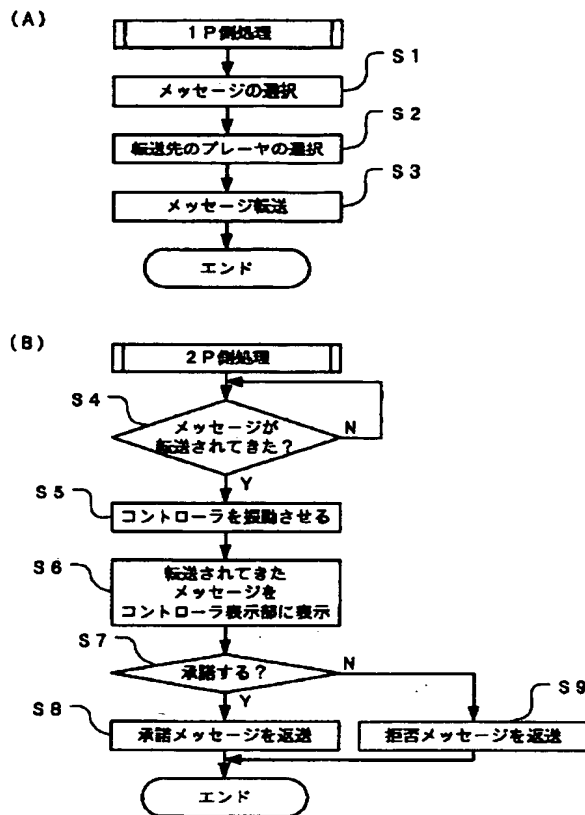 (A)
1P側処理
S1
メッセージの選択
S2
転送先のプレーヤの選択
S3
メッセージ転送
エンド
(B)
2P側処理
S4
メッセージが
転送されてきた?
N
Y
S5
コントローラを振動させる
S6
転送されてきた
メッセージを
コントローラ表示部に表示
S7
承諾する?
N
Y
S8
承諾メッセージを返送
S9
拒否メッセージを返送
エンド